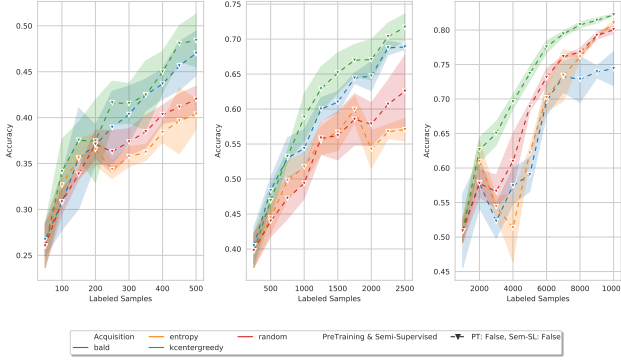 0.50
0.45
0.40
0.35
0.30
0.25
Accuracy
100 200 300 400
Labeled Samples
0.75
0.70
0.65
0.60
0.55
0.50
0.45
0.40
Accuracy
500 1000 1500 2000 2500
Labeled Samples
0.80
0.75
0.70
0.65
0.60
0.55
0.50
0.45
Accuracy
2000 4000 6000 8000 10000
Labeled Samples
Acquisition entropy random PreTraining & Semi-Supervised PT: False, Sem-SL: False
bald kcentergreedy